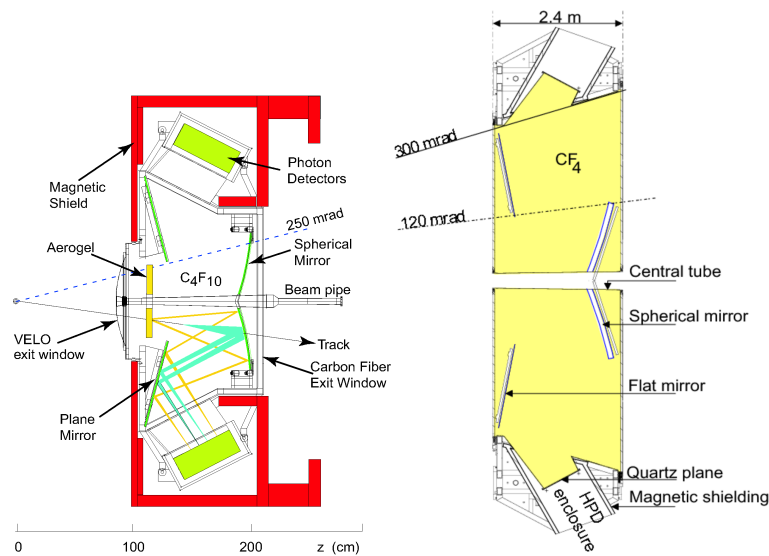 Magnetic
Shield
Photon
Detectors
Aerogel
250 mrad
Spherical
Mirror
C4F10
Beam pipe
VELO
exit window
Track
Carbon Fiber
Exit Window
Plane
Mirror
0
100
200
z (cm)
2.4 m
300 mrad
CF4
120 mrad
Central tube
Spherical mirror
Flat mirror
Quartz plane
Magnetic shielding
HPD
enclosure